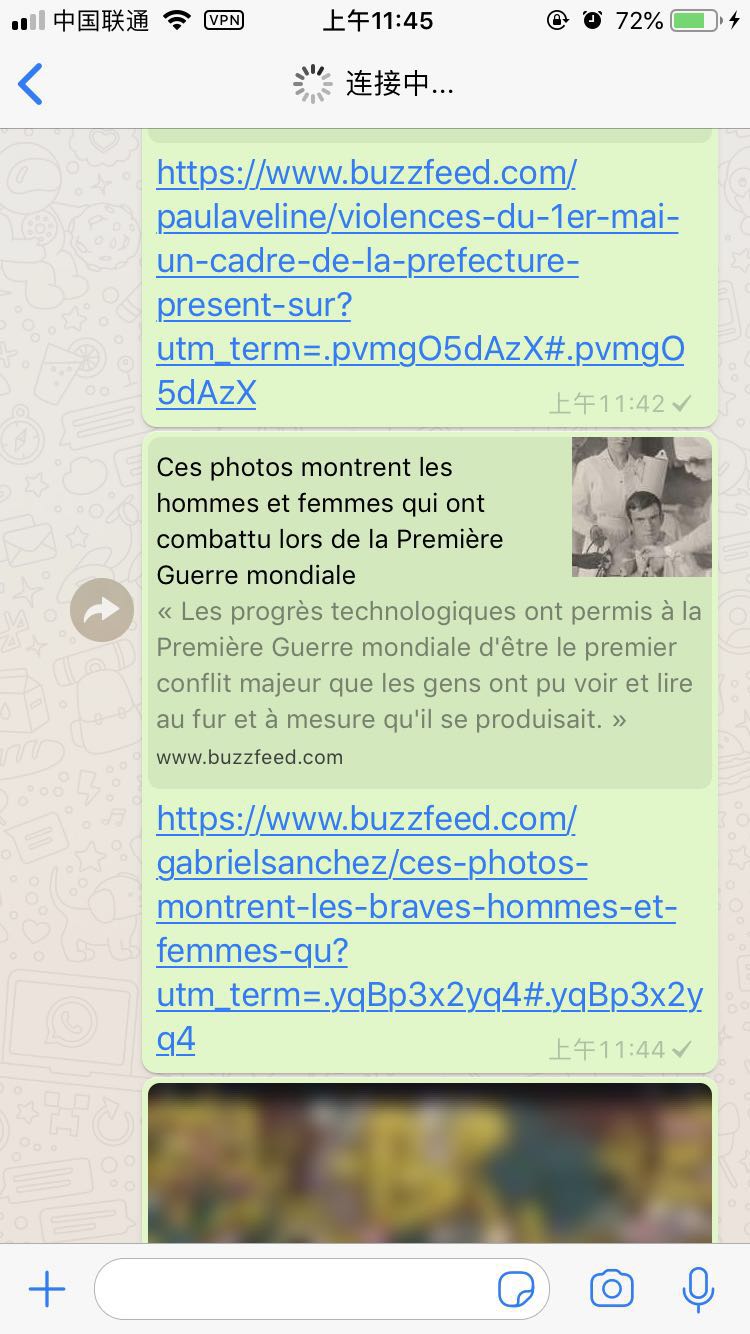 中国联通 VPN 上午11:45 72%
连接中...
https://www.buzzfeed.com/
paulaveline/violences-du-1er-mai-
un-cadre-de-la-prefecture-
present-sur?
utm_term=.pvmgO5dAzX#.pvmgO
5dAzX
上午11:42
Ces photos montrent les
hommes et femmes qui ont
combattu lors de la Première
Guerre mondiale
« Les progrès technologiques ont permis à la
Première Guerre mondiale d'être le premier
conflit majeur que les gens ont pu voir et lire
au fur et à mesure qu'il se produisait. »
www.buzzfeed.com
https://www.buzzfeed.com/
gabrielsanchez/ces-photos-
montrent-les-braves-hommes-et-
femmes-qu?
utm_term=.yqBp3x2yq4#.yqBp3x2y
q4
上午11:44